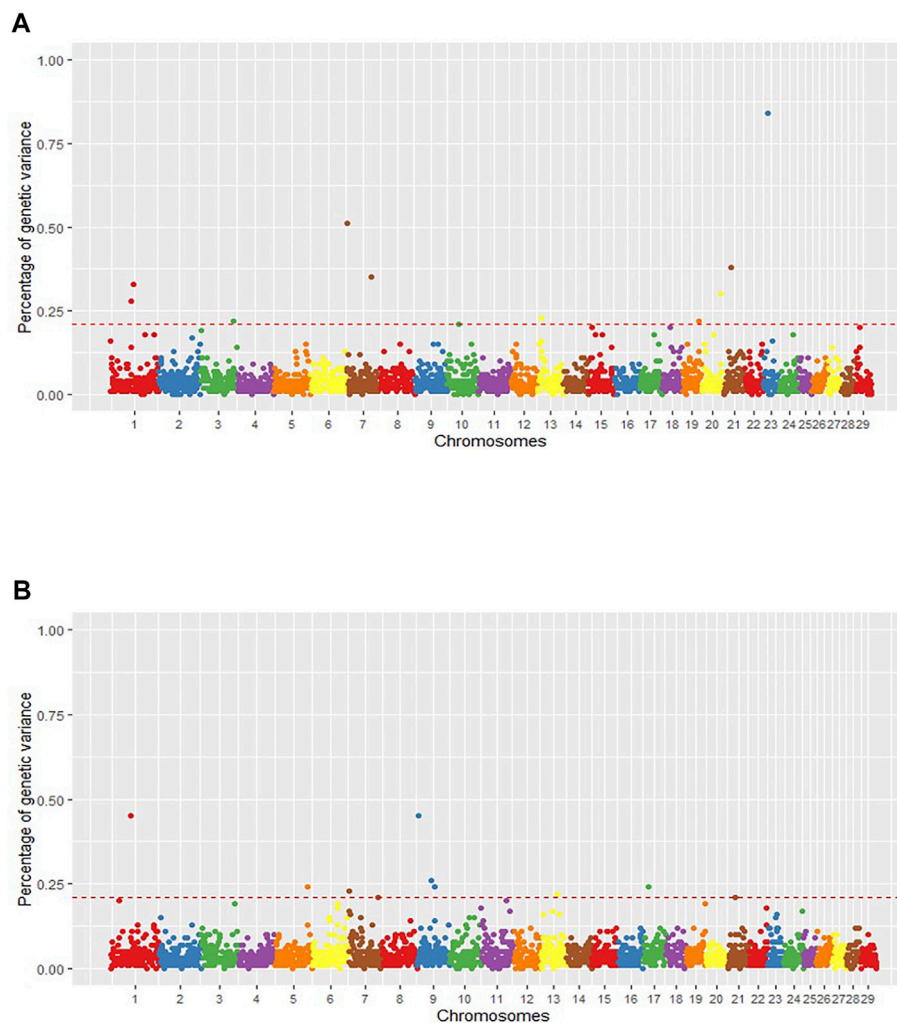 A
1.00
0.75
0.50
0.25
0.00
Percentage of genetic variance
1 2 3 4 5 6 7 8 9 10 11 12 13 14 15 16 17 18 19 20 21 22 23 24 25 26 27 28 29
Chromosomes
B
1.00
0.75
0.50
0.25
0.00
Percentage of genetic variance
1 2 3 4 5 6 7 8 9 10 11 12 13 14 15 16 17 18 19 20 21 22 23 24 25 26 27 28 29
Chromosomes